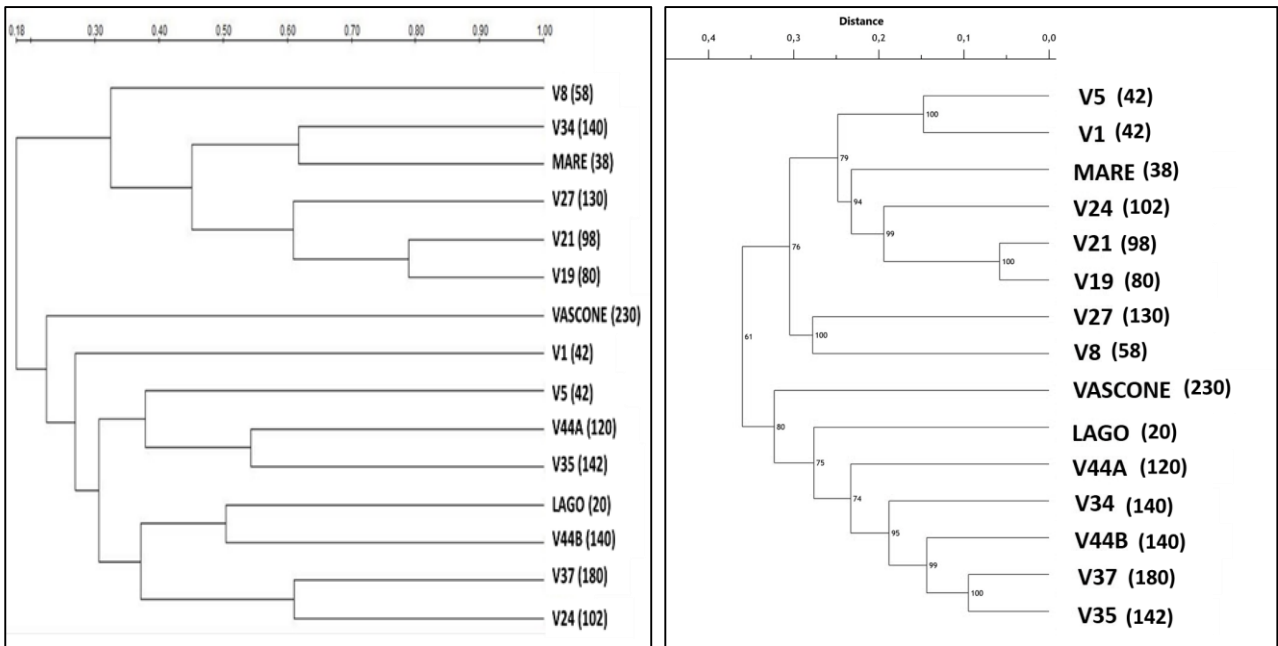 0.18 0.30 0.40 0.50 0.60 0.70 0.80 0.90 1.00
V8 (58)
V34 (140)
MARE (38)
V27 (130)
V21 (98)
V19 (80)
VASCONE (230)
V1 (42)
V5 (42)
V44A (120)
V35 (142)
LAGO (20)
V44B (140)
V37 (180)
V24 (102)
Distance
0,4 0,3 0,2 0,1 0,0
V5 (42)
100
V1 (42)
79
MARE (38)
94
V24 (102)
99
V21 (98)
100
V19 (80)
76
V27 (130)
100
V8 (58)
61
VASCONE (230)
80
LAGO (20)
75
V44A (120)
74
V34 (140)
95
V44B (140)
99
V37 (180)
100
V35 (142)